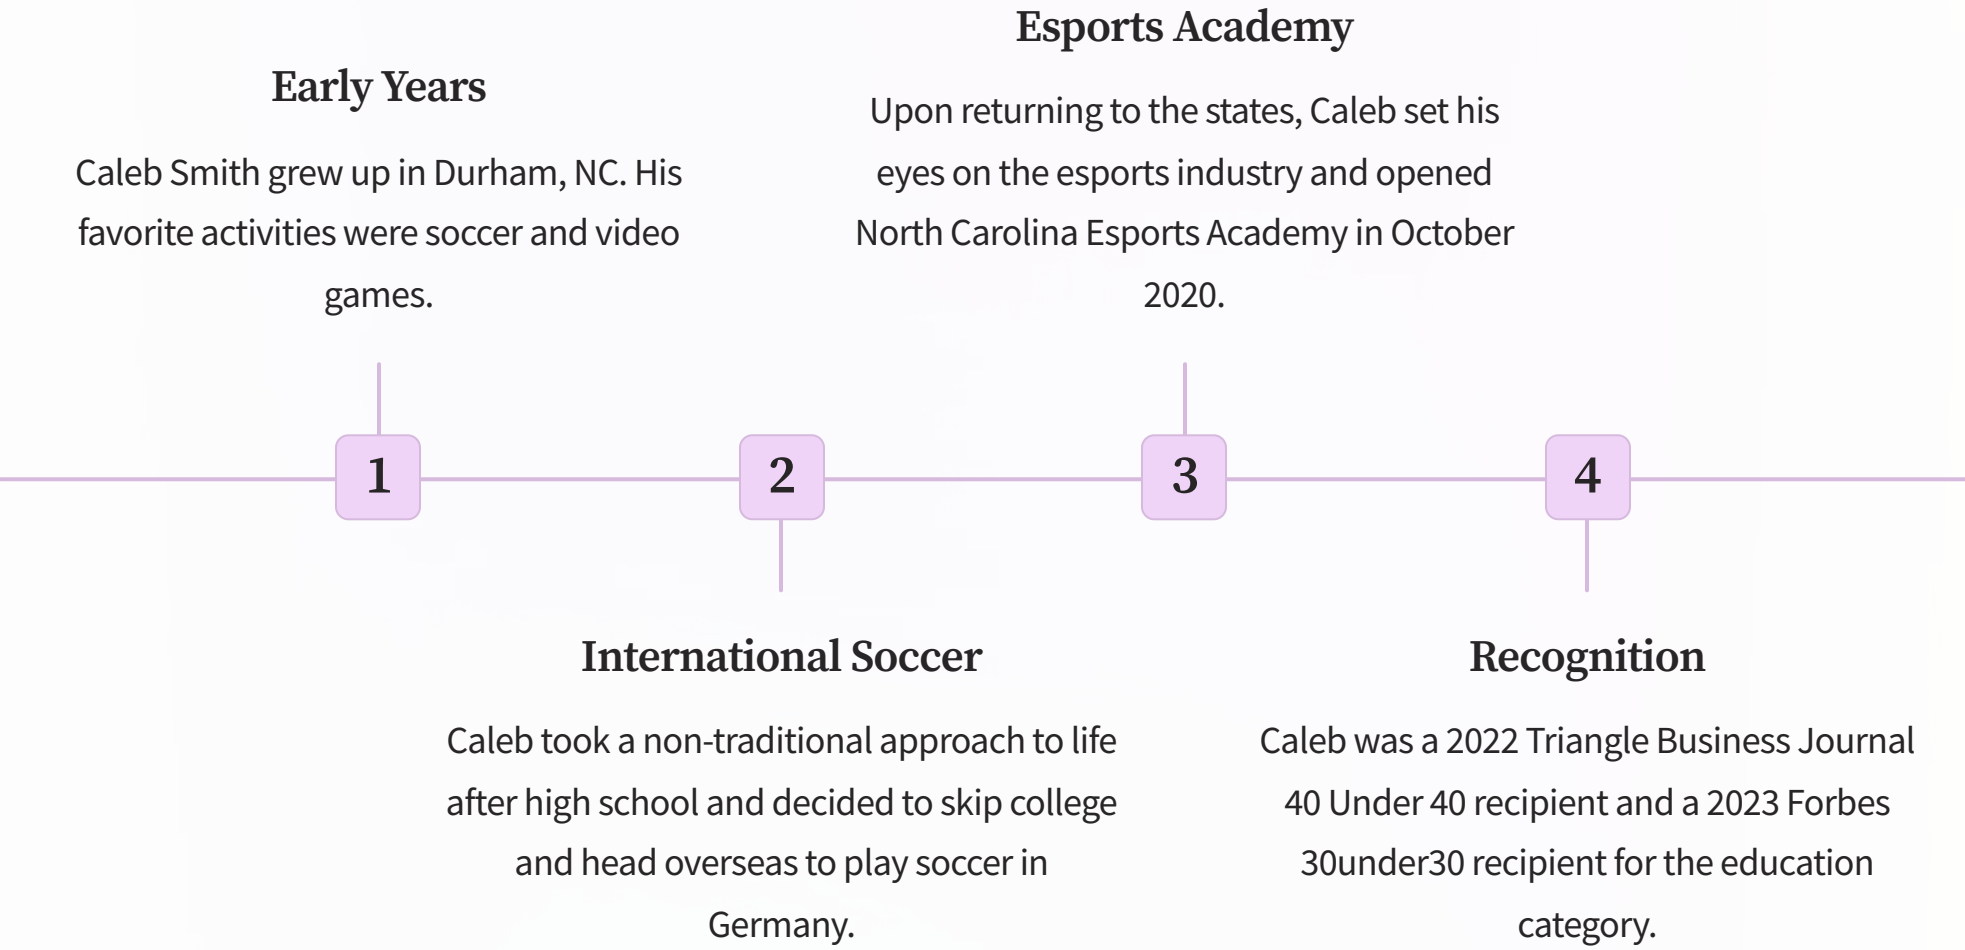 Early Years
Caleb Smith grew up in Durham, NC. His
favorite activities were soccer and video
games.
1
2
International Soccer
Caleb took a non-traditional approach to life
after high school and decided to skip college
and head overseas to play soccer in
Germany.
Esports Academy
Upon returning to the states, Caleb set his
eyes on the esports industry and opened
North Carolina Esports Academy in October
2020.
3
4
Recognition
Caleb was a 2022 Triangle Business Journal
40 Under 40 recipient and a 2023 Forbes
30under30 recipient for the education
category.